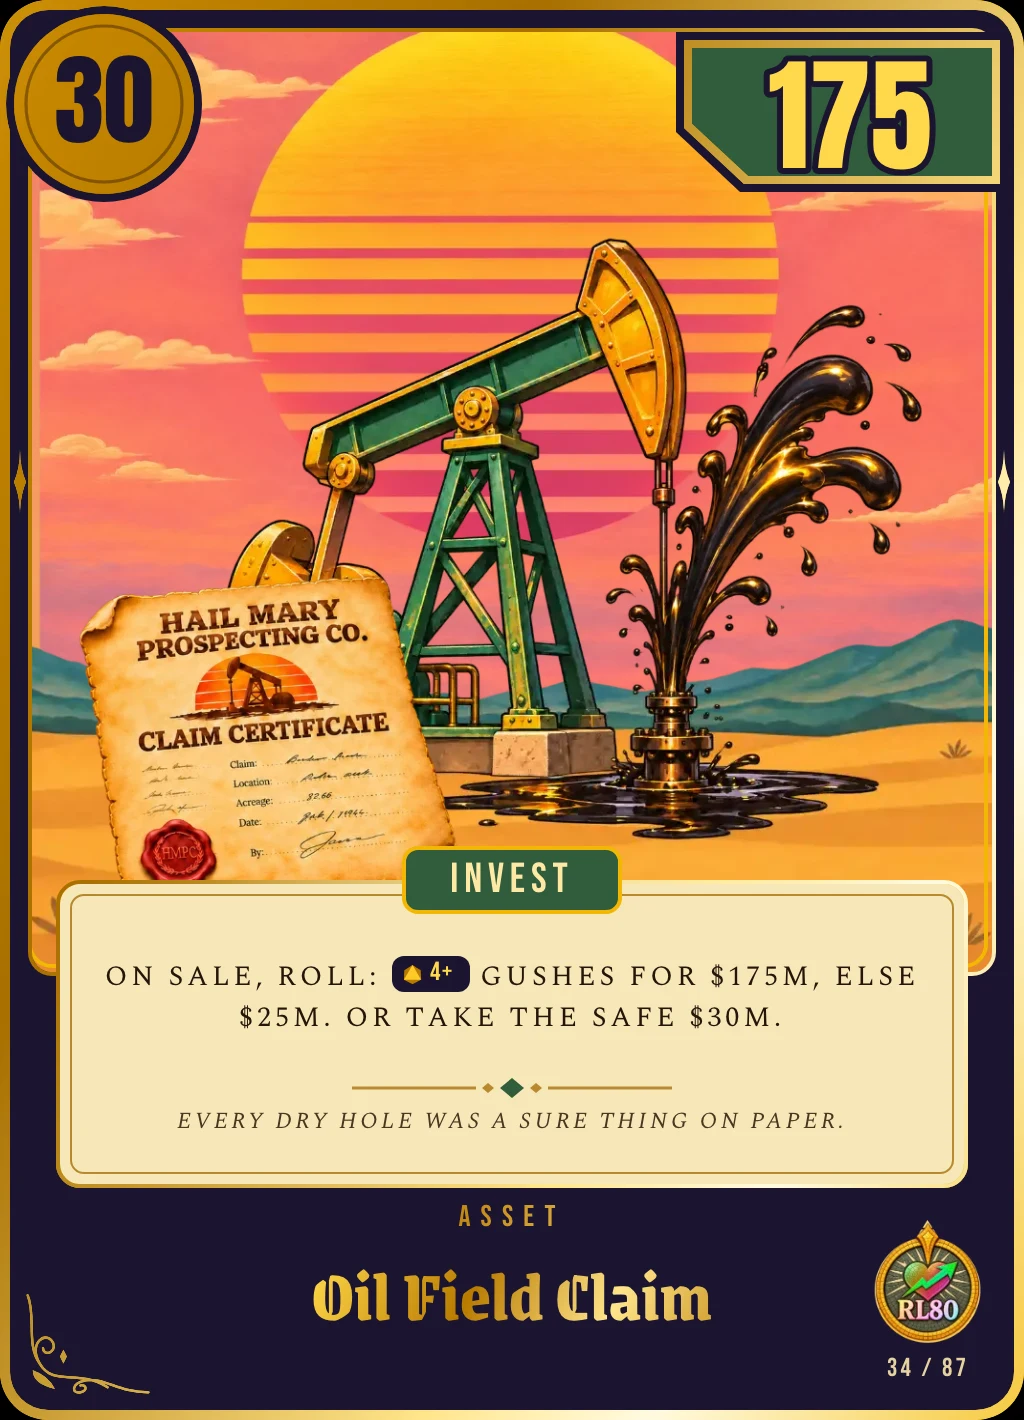 30
175
HAIL MARY
PROSPECTING CO.
CLAIM CERTIFICATE
Claim:
Location:
Acreage: 82.66
Date:
By:
HMPC
INVEST
ON SALE, ROLL: 4+ GUSHES FOR $175M, ELSE
$25M. OR TAKE THE SAFE $30M.
EVERY DRY HOLE WAS A SURE THING ON PAPER.
ASSET
Oil Field Claim
RL80
34 / 87